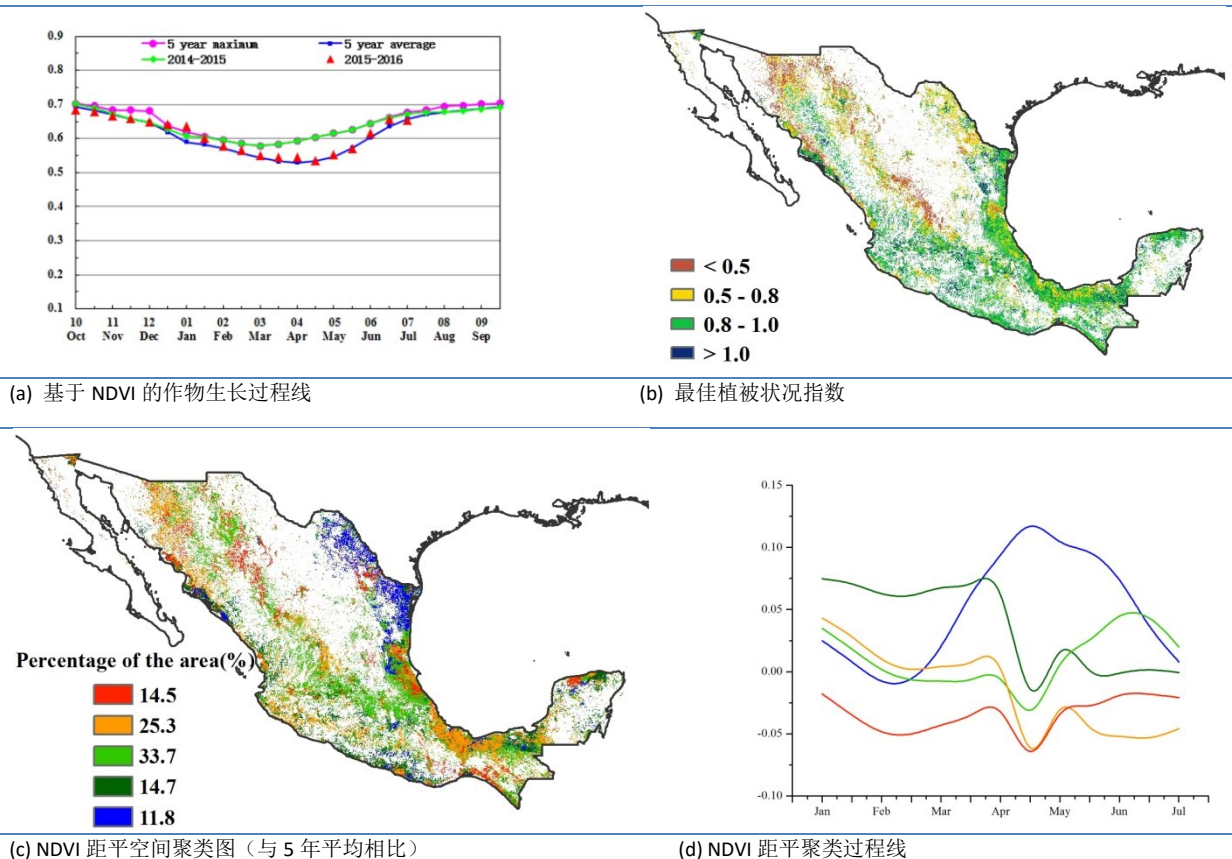 0.9
0.8
0.7
0.6
0.5
0.4
0.3
0.2
0.1
5 year maximum
5 year average
2014-2015
2015-2016
10 11 12 01 02 03 04 05 06 07 08 09
Oct Nov Dec Jan Feb Mar Apr May Jun Jul Aug Sep
< 0.5
0.5 - 0.8
0.8 - 1.0
> 1.0
(a) 基于 NDVI 的作物生长过程线
(b) 最佳植被状况指数
Percentage of the area(%)
14.5
25.3
33.7
14.7
11.8
0.15
0.10
0.05
0.00
-0.05
-0.10
Jan Feb Mar Apr May Jun Jul
(c) NDVI 距平空间聚类图（与 5 年平均相比）
(d) NDVI 距平聚类过程线